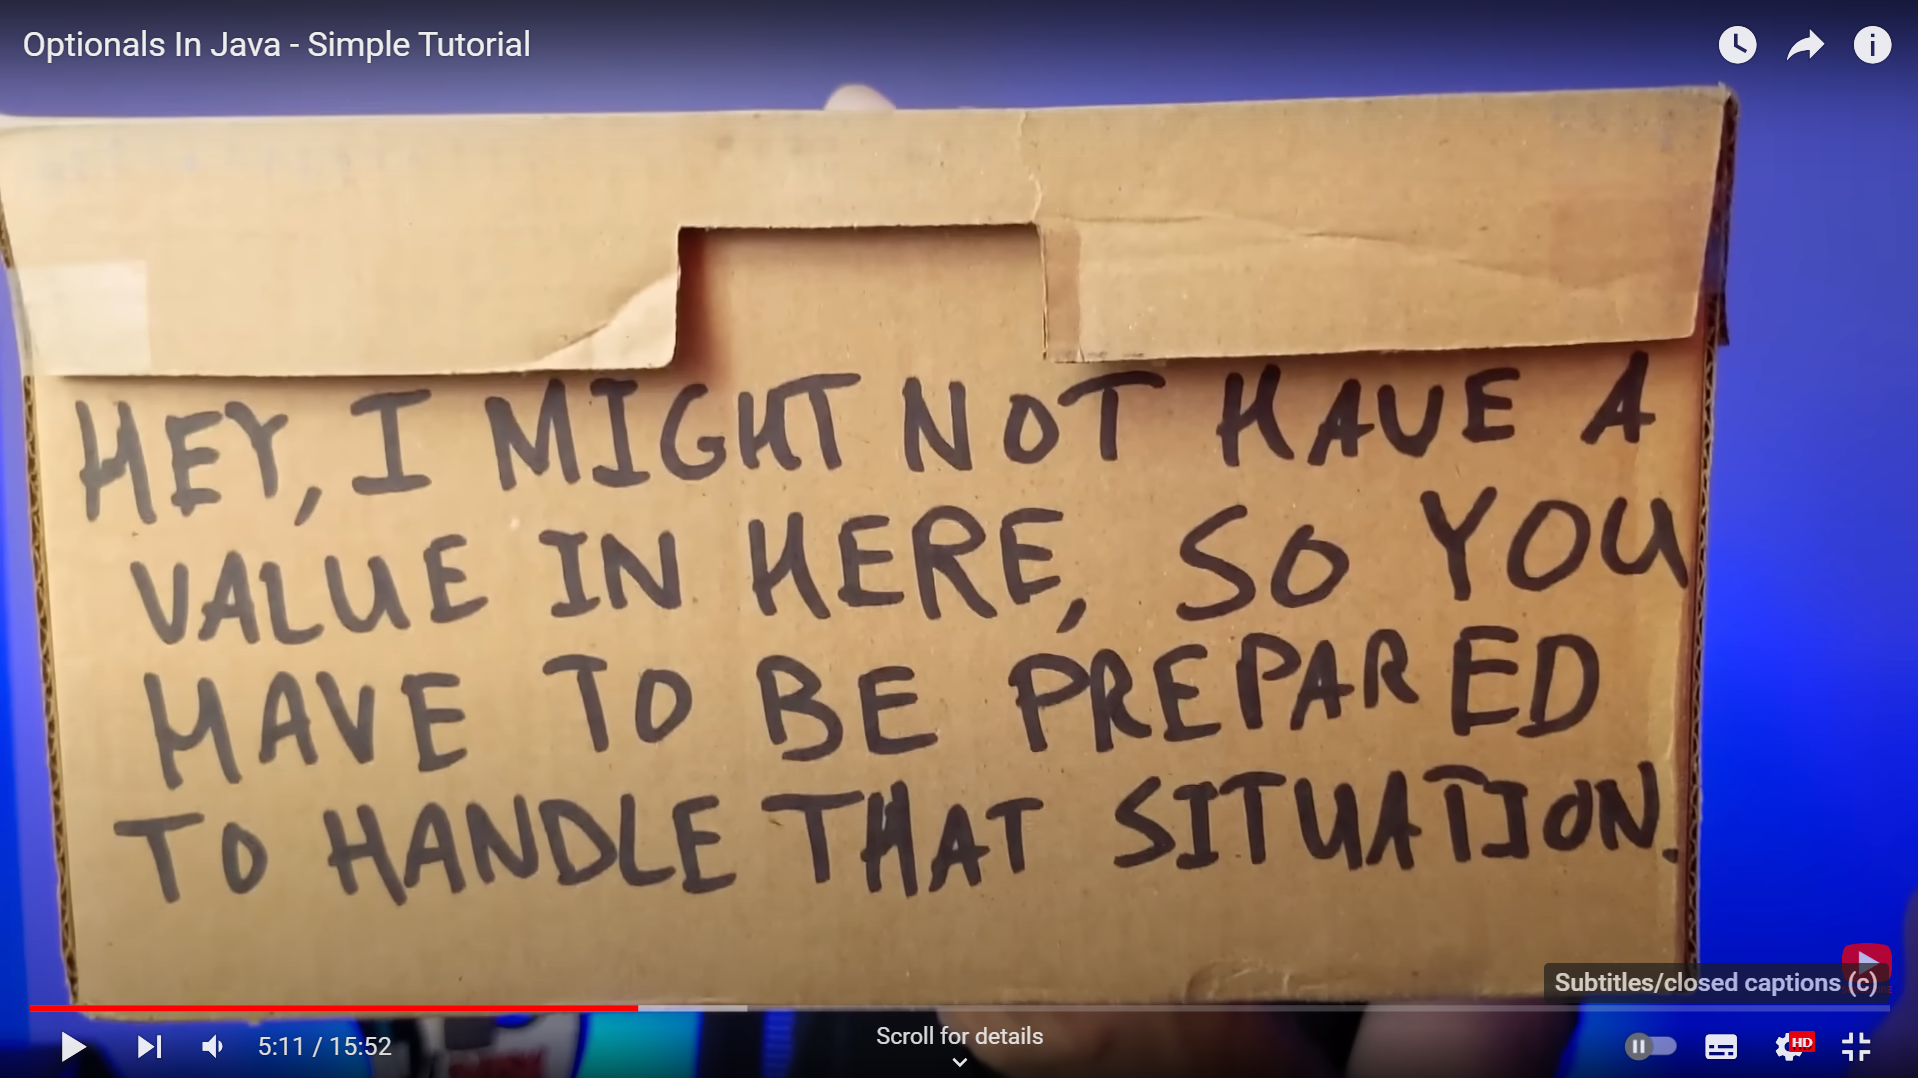 Optionals In Java - Simple Tutorial
HEY, I MIGHT NOT HAVE A
VALUE IN HERE, SO YOU
HAVE TO BE PREPARED
TO HANDLE THAT SITUATION.
Subtitles/closed captions (c)
5:11 / 15:52
Scroll for details
HD